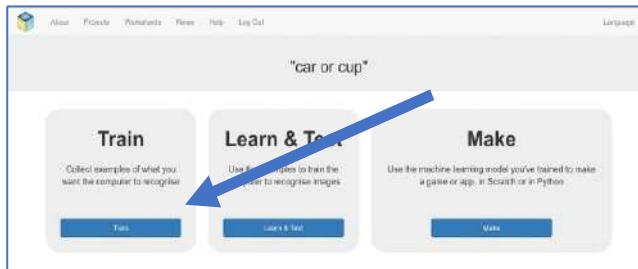 About Projects Worksheets News Help Log Out Language
"car or cup"
Train
Collect examples of what you
want the computer to recognise
Train
Learn & Test
Use the examples to train the
computer to recognise images
Learn & Test
Make
Use the machine learning model you've trained to make
a game or app, in Scratch or in Python
Make